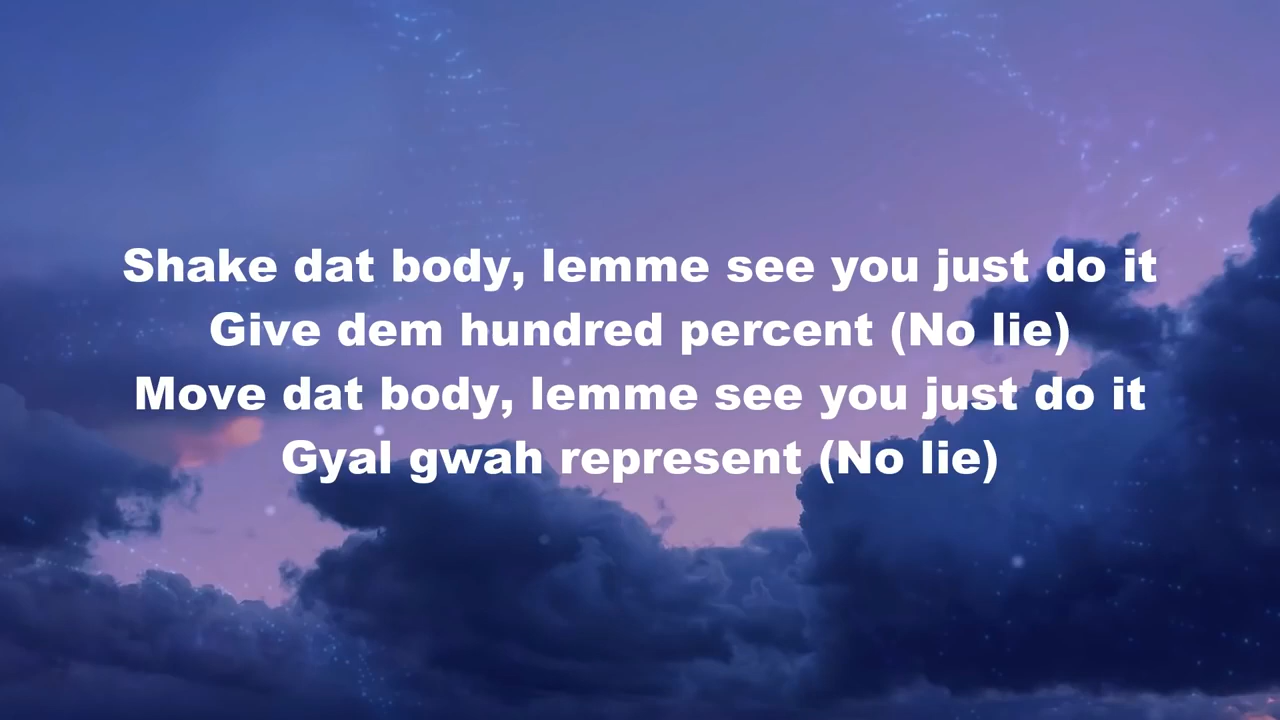 Shake dat body, lemme see you just do it
Give dem hundred percent (No lie)
Move dat body, lemme see you just do it
Gyal gwah represent (No lie)